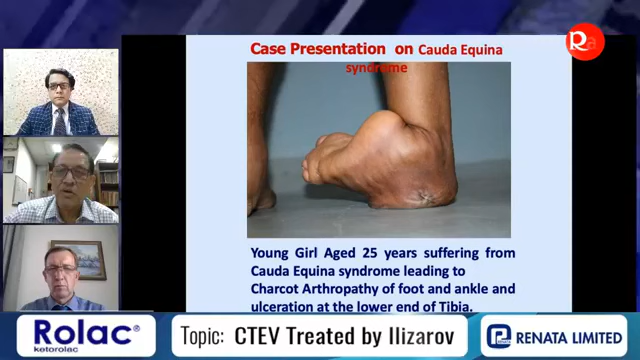 Case Presentation on Cauda Equina
syndrome
Young Girl Aged 25 years suffering from
Cauda Equina syndrome leading to
Charcot Arthropathy of foot and ankle and
ulceration at the lower end of Tibia.
Rolac®
ketorolac
Topic: CTEV Treated by Ilizarov
RENATA LIMITED